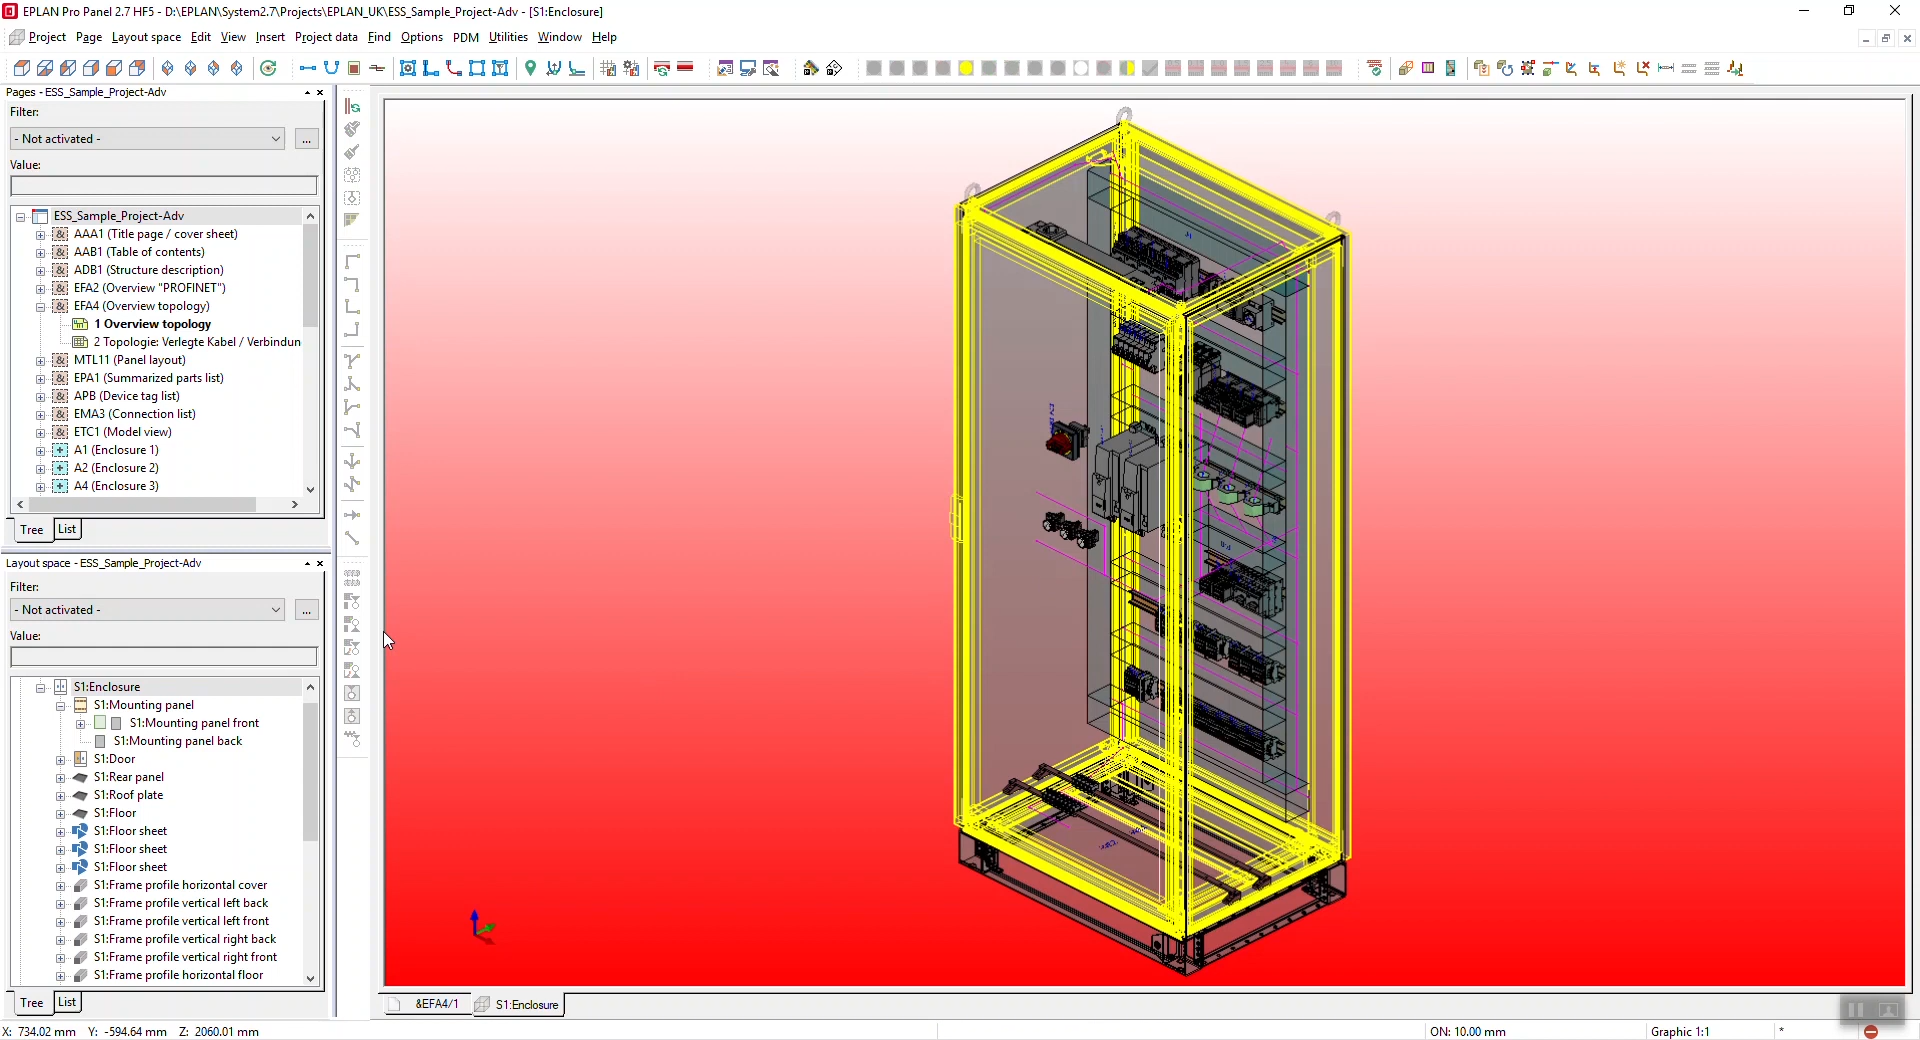 EPLAN Pro Panel 2.7 HF5 - D:\EPLAN\System2.7\Projects\EPLAN_UK\ESS_Sample_Project-Adv - [S1:Enclosure]
Project Page Layout space Edit View Insert Project data Find Options PDM Utilities Window Help
Pages - ESS_Sample_Project-Adv
Filter:
- Not activated -
...
Value:
ESS_Sample_Project-Adv
AAA1 (Title page / cover sheet)
AAB1 (Table of contents)
ADB1 (Structure description)
EFA2 (Overview "PROFINET")
EFA4 (Overview topology)
1 Overview topology
2 Topologie: Verlegte Kabel / Verbindun
MTL11 (Panel layout)
EPA1 (Summarized parts list)
APB (Device tag list)
EMA3 (Connection list)
ETC1 (Model view)
A1 (Enclosure 1)
A2 (Enclosure 2)
A4 (Enclosure 3)
Tree List
Layout space - ESS_Sample_Project-Adv
Filter:
- Not activated -
...
Value:
S1:Enclosure
S1:Mounting panel
S1:Mounting panel front
S1:Mounting panel back
S1:Door
S1:Rear panel
S1:Roof plate
S1:Floor
S1:Floor sheet
S1:Floor sheet
S1:Floor sheet
S1:Frame profile horizontal cover
S1:Frame profile vertical left back
S1:Frame profile vertical left front
S1:Frame profile vertical right back
S1:Frame profile vertical right front
S1:Frame profile horizontal floor
Tree List
&EFA4/1 S1:Enclosure
X: 734.02 mm Y: -594.64 mm Z: 2060.01 mm
ON: 10.00 mm
Graphic 1:1
*